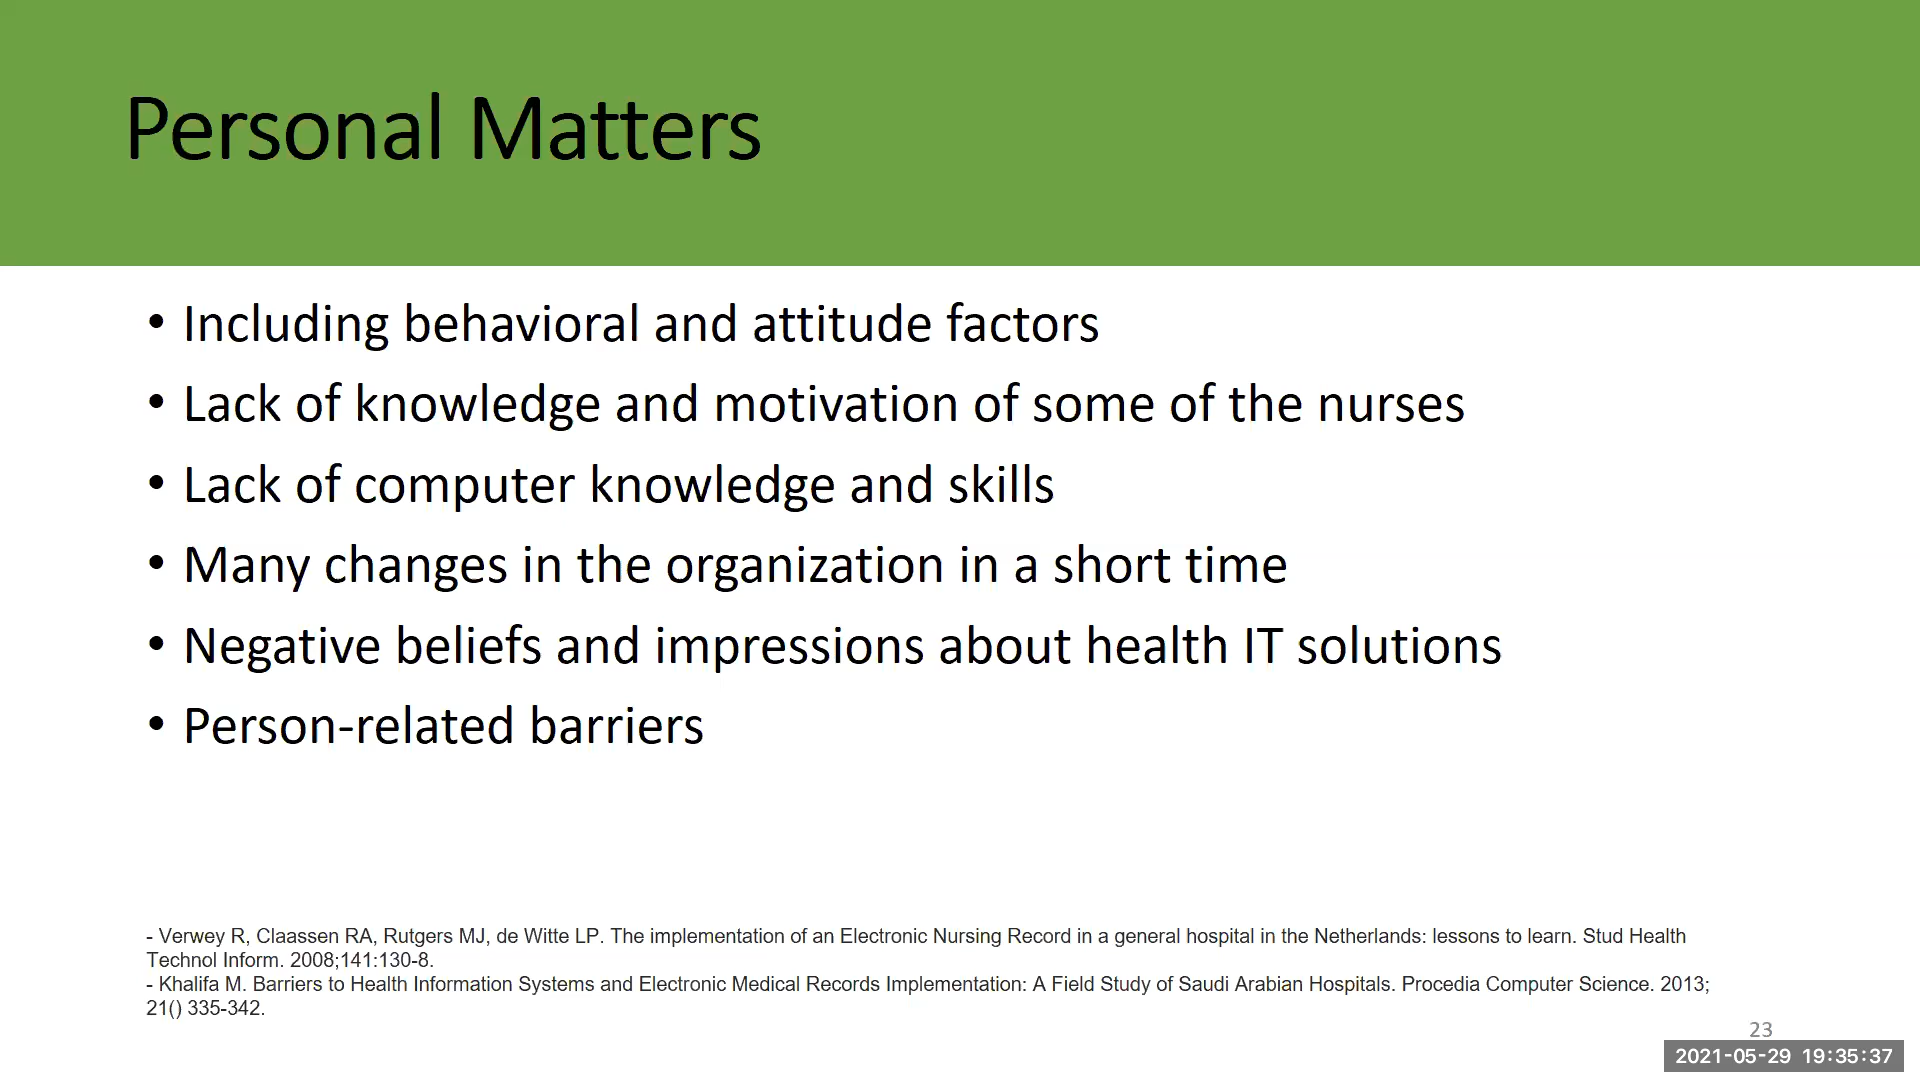 Personal Matters
• Including behavioral and attitude factors
• Lack of knowledge and motivation of some of the nurses
• Lack of computer knowledge and skills
• Many changes in the organization in a short time
• Negative beliefs and impressions about health IT solutions
• Person-related barriers
- Verwey R, Claassen RA, Rutgers MJ, de Witte LP. The implementation of an Electronic Nursing Record in a general hospital in the Netherlands: lessons to learn. Stud Health
Technol Inform. 2008;141:130-8.
- Khalifa M. Barriers to Health Information Systems and Electronic Medical Records Implementation: A Field Study of Saudi Arabian Hospitals. Procedia Computer Science. 2013;
21() 335-342.
23
2021-05-29 19:35:37